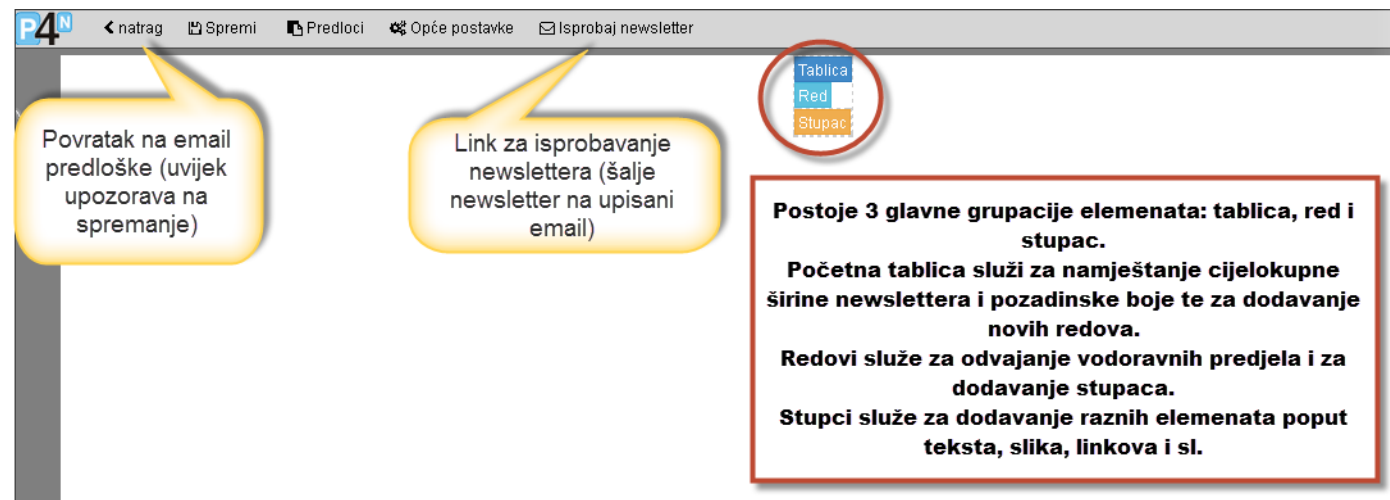 P4N
natrag Spremi Predloci Opće postavke Isprobaj newsletter
Tablica
Red
Stupac
Povratak na email
predloške (uvijek
upozorava na
spremanje)
Link za isprobavanje
newslettera (šalje
newsletter na upisani
email)
Postoje 3 glavne grupacije elemenata: tablica, red i
stupac.
Početna tablica služi za namještanje cijelokupne
širine newslettera i pozadinske boje te za dodavanje
novih redova.
Redovi služe za odvajanje vodoravnih predjela i za
dodavanje stupaca.
Stupci služe za dodavanje raznih elemenata poput
teksta, slika, linkova i sl.